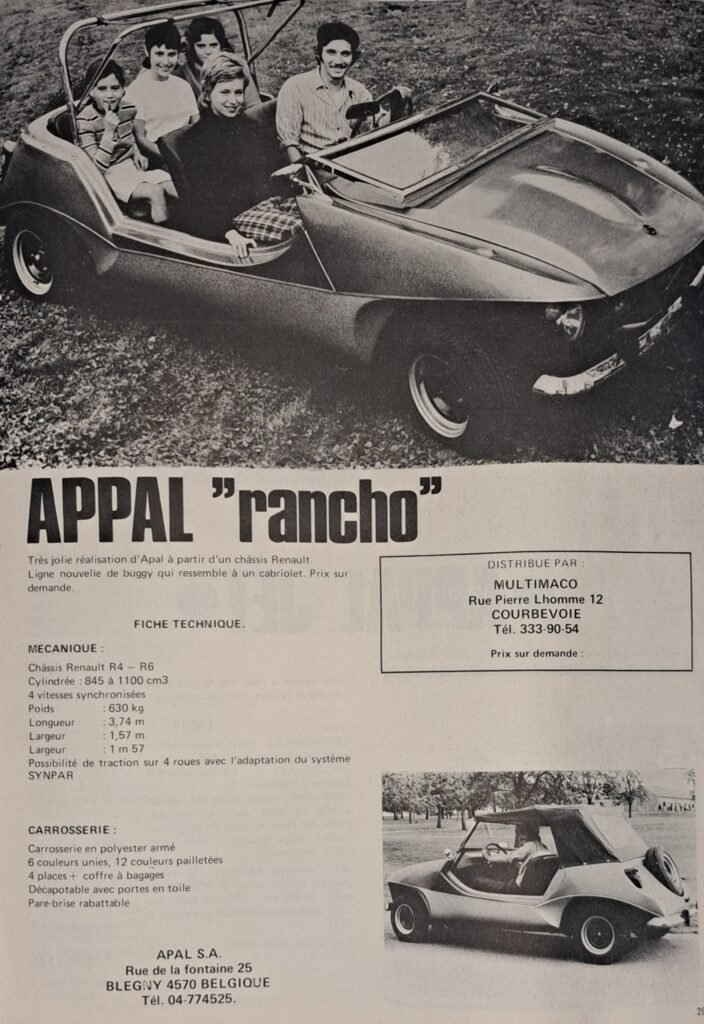 APPAL ”rancho”
Très jolie réalisation d'Apal à partir d'un châssis Renault.
Ligne nouvelle de buggy qui ressemble à un cabriolet. Prix sur
demande.
FICHE TECHNIQUE.
MECANIQUE :
Châssis Renault R4 – R6
Cylindrée : 845 à 1100 cm3
4 vitesses synchronisées
Poids : 630 kg
Longueur : 3,74 m
Largeur : 1,57 m
Largeur : 1 m 57
Possibilité de traction sur 4 roues avec l'adaptation du système
SYNPAR
CARROSSERIE :
Carrosserie en polyester armé
6 couleurs unies, 12 couleurs pailletées
4 places + coffre à bagages
Décapotable avec portes en toile
Pare-brise rabattable
APAL S.A.
Rue de la fontaine 25
BLEGNY 4570 BELGIQUE
Tél. 04-774525.
DISTRIBUE PAR :
MULTIMACO
Rue Pierre Lhomme 12
COURBEVOIE
Tél. 333-90-54
Prix sur demande :